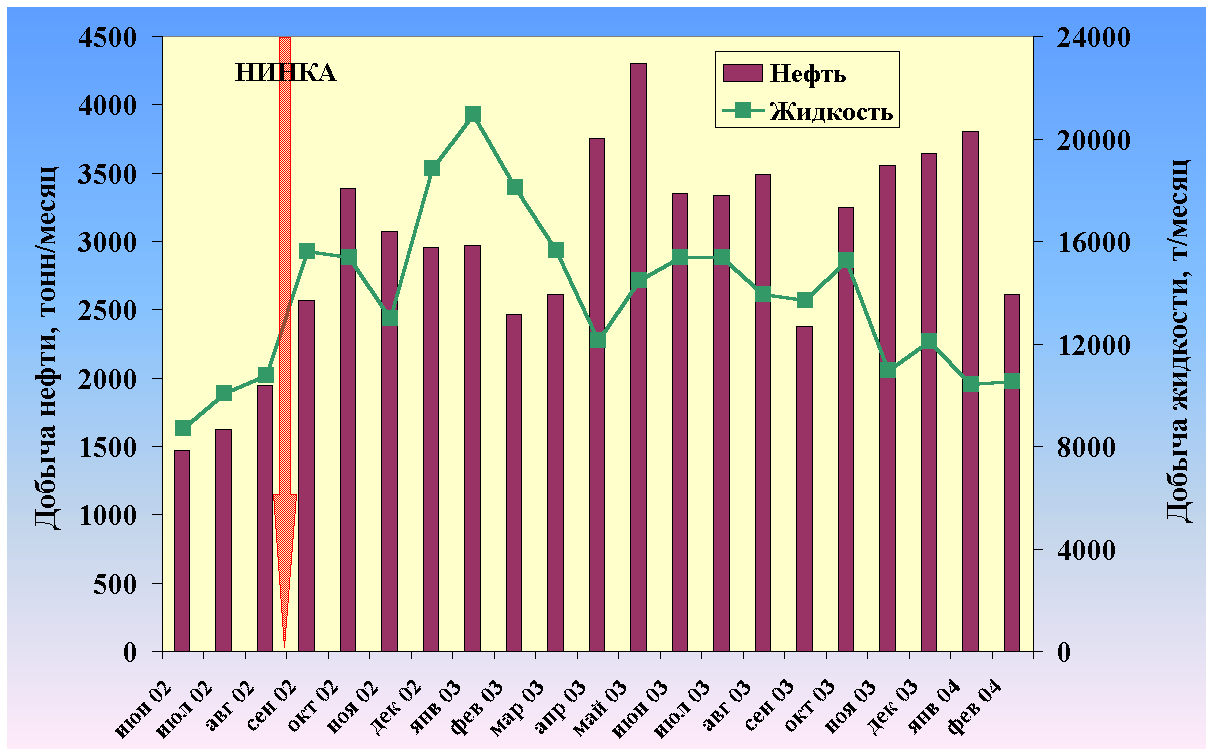 4500
4000
3500
3000
2500
2000
1500
1000
500
0
Добыча нефти, тонн/месяц
НИНКА
Нефть
Жидкость
24000
20000
16000
12000
8000
4000
0
Добыча жидкости, т/месяц
июн 02
июл 02
авг 02
сен 02
окт 02
ноя 02
дек 02
янв 03
фев 03
мар 03
апр 03
май 03
июн 03
июл 03
авг 03
сен 03
окт 03
ноя 03
дек 03
янв 04
фев 04